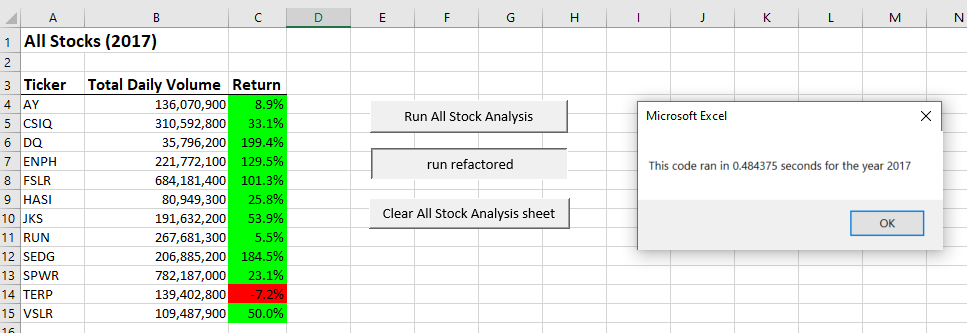 A B C D E F G H I J K L M N
1 All Stocks (2017)
2
3 Ticker Total Daily Volume Return
4 AY 136,070,900 8.9%
5 CSIQ 310,592,800 33.1%
6 DQ 35,796,200 199.4%
7 ENPH 221,772,100 129.5%
8 FSLR 684,181,400 101.3%
9 HASI 80,949,300 25.8%
10 JKS 191,632,200 53.9%
11 RUN 267,681,300 5.5%
12 SEDG 206,885,200 184.5%
13 SPWR 782,187,000 23.1%
14 TERP 139,402,800 -7.2%
15 VSLR 109,487,900 50.0%
16
Run All Stock Analysis
run refactored
Clear All Stock Analysis sheet
Microsoft Excel
This code ran in 0.484375 seconds for the year 2017
OK